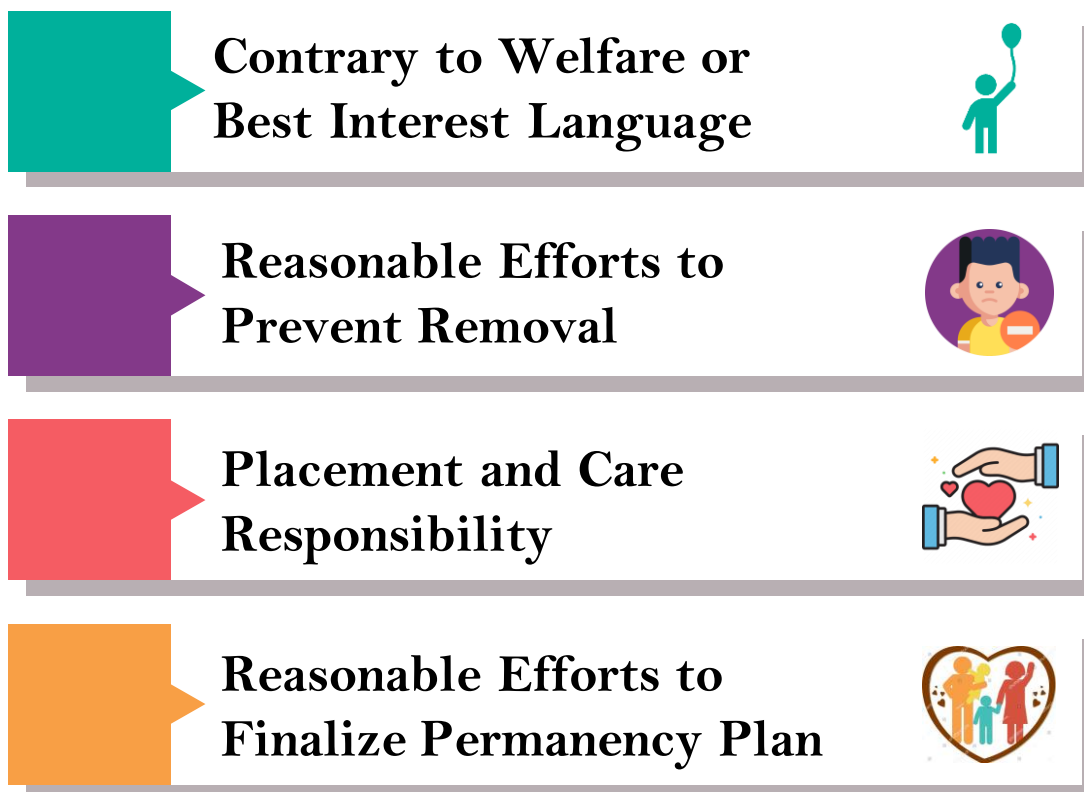 Contrary to Welfare or
Best Interest Language
Reasonable Efforts to
Prevent Removal
Placement and Care
Responsibility
Reasonable Efforts to
Finalize Permanency Plan